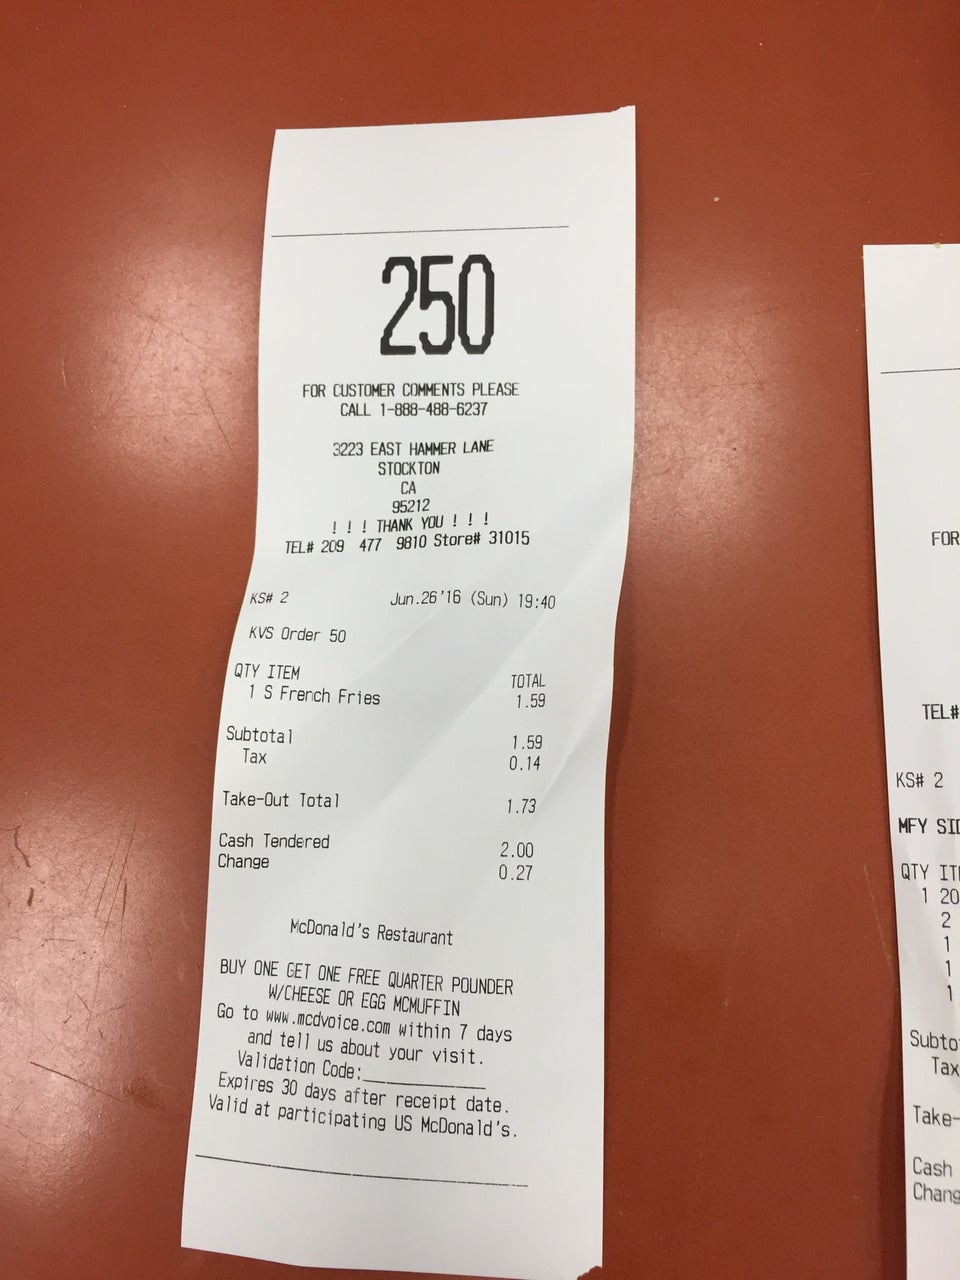 250
FOR CUSTOMER COMMENTS PLEASE
CALL 1-888-488-6237
3223 EAST HAMMER LANE
STOCKTON
CA
95212
! ! ! THANK YOU ! ! !
TEL# 209 477 9810 Store# 31015
KS# 2 Jun.26'16 (Sun) 19:40
KVS Order 50
QTY ITEM TOTAL
1 S French Fries 1.59
Subtotal 1.59
Tax 0.14
Take-Out Total 1.73
Cash Tendered 2.00
Change 0.27
McDonald's Restaurant
BUY ONE GET ONE FREE QUARTER POUNDER
W/CHEESE OR EGG MCMUFFIN
Go to www.mcdvoice.com within 7 days
and tell us about your visit.
Validation Code:____________
Expires 30 days after receipt date.
Valid at participating US McDonald's.
FOR
TEL#
KS# 2
MFY
QTY
1 20
2
1
1
1
Tax
Take-
Cash